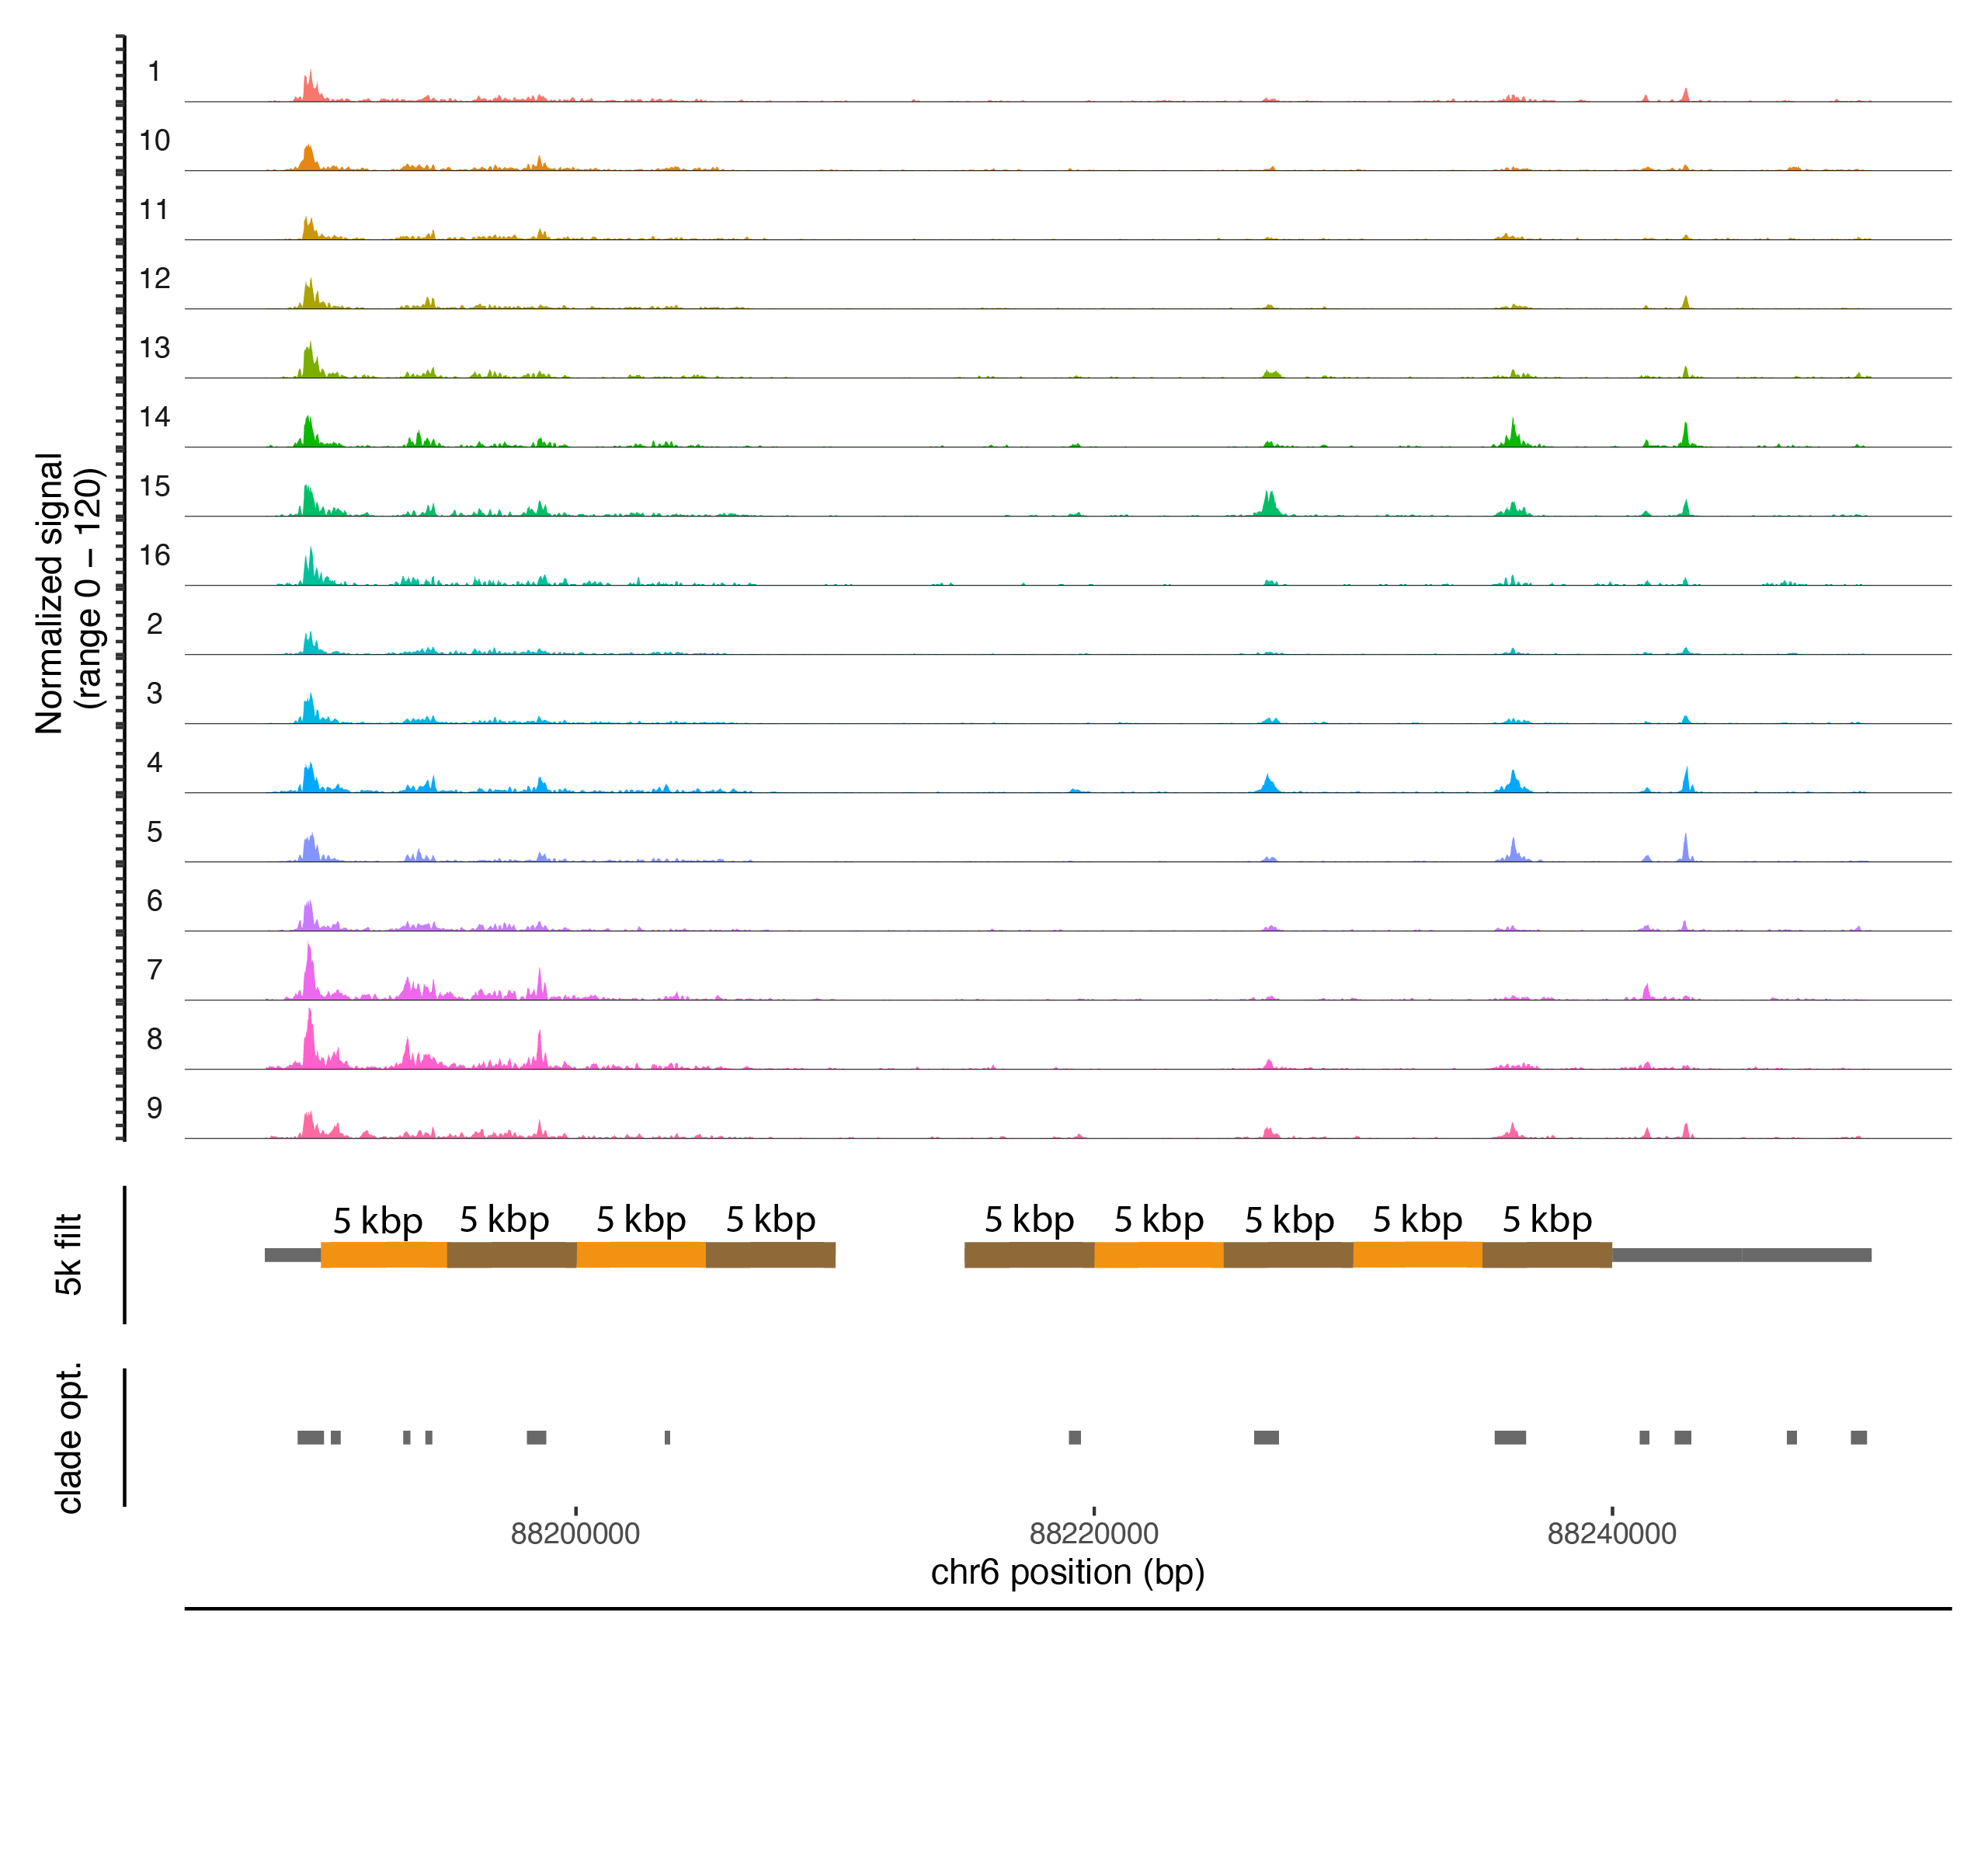 1
10
11
12
13
14
15
16
2
3
4
5
6
7
8
9
Normalized signal
(range 0 – 120)
5k filt
5 kbp 5 kbp 5 kbp 5 kbp 5 kbp 5 kbp 5 kbp 5 kbp 5 kbp
clade opt.
88200000 88220000 88240000
chr6 position (bp)